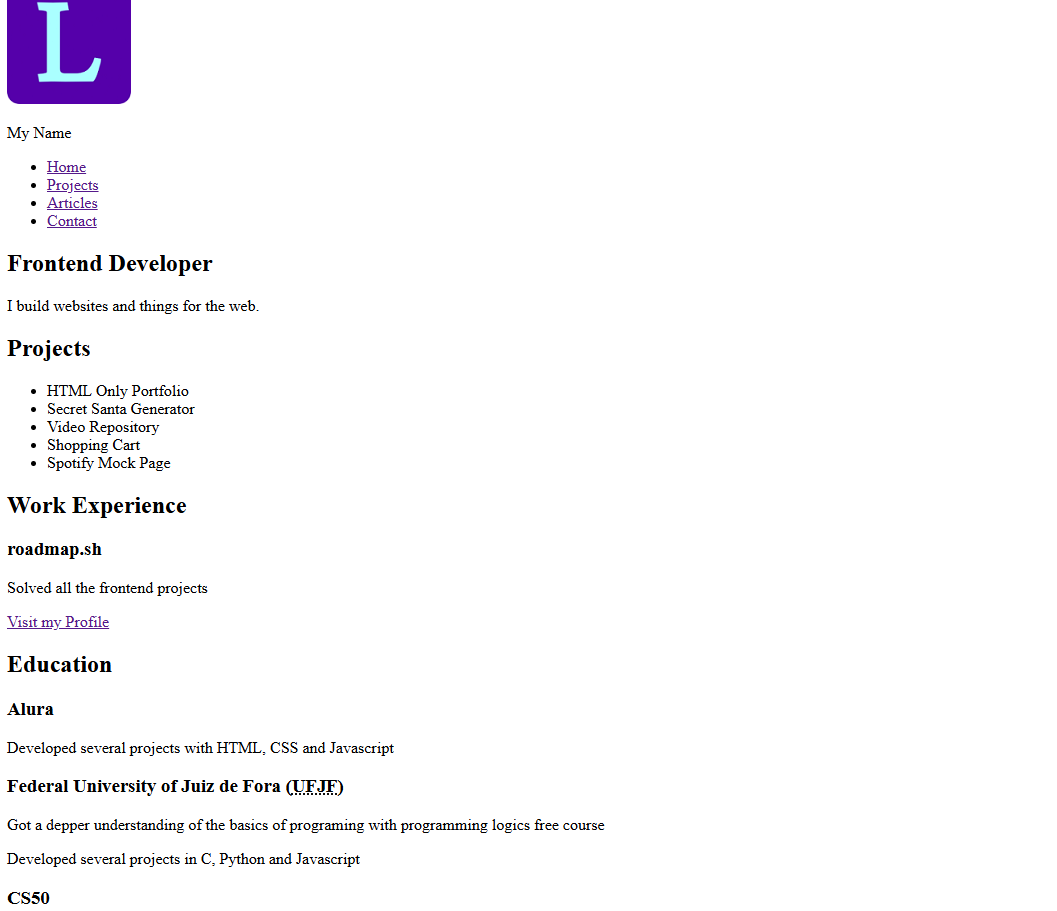 L
My Name
Home
Projects
Articles
Contact
Frontend Developer
I build websites and things for the web.
Projects
HTML Only Portfolio
Secret Santa Generator
Video Repository
Shopping Cart
Spotify Mock Page
Work Experience
roadmap.sh
Solved all the frontend projects
Visit my Profile
Education
Alura
Developed several projects with HTML, CSS and Javascript
Federal University of Juiz de Fora (UFJF)
Got a depper understanding of the basics of programing with programming logics free course
Developed several projects in C, Python and Javascript
CS50